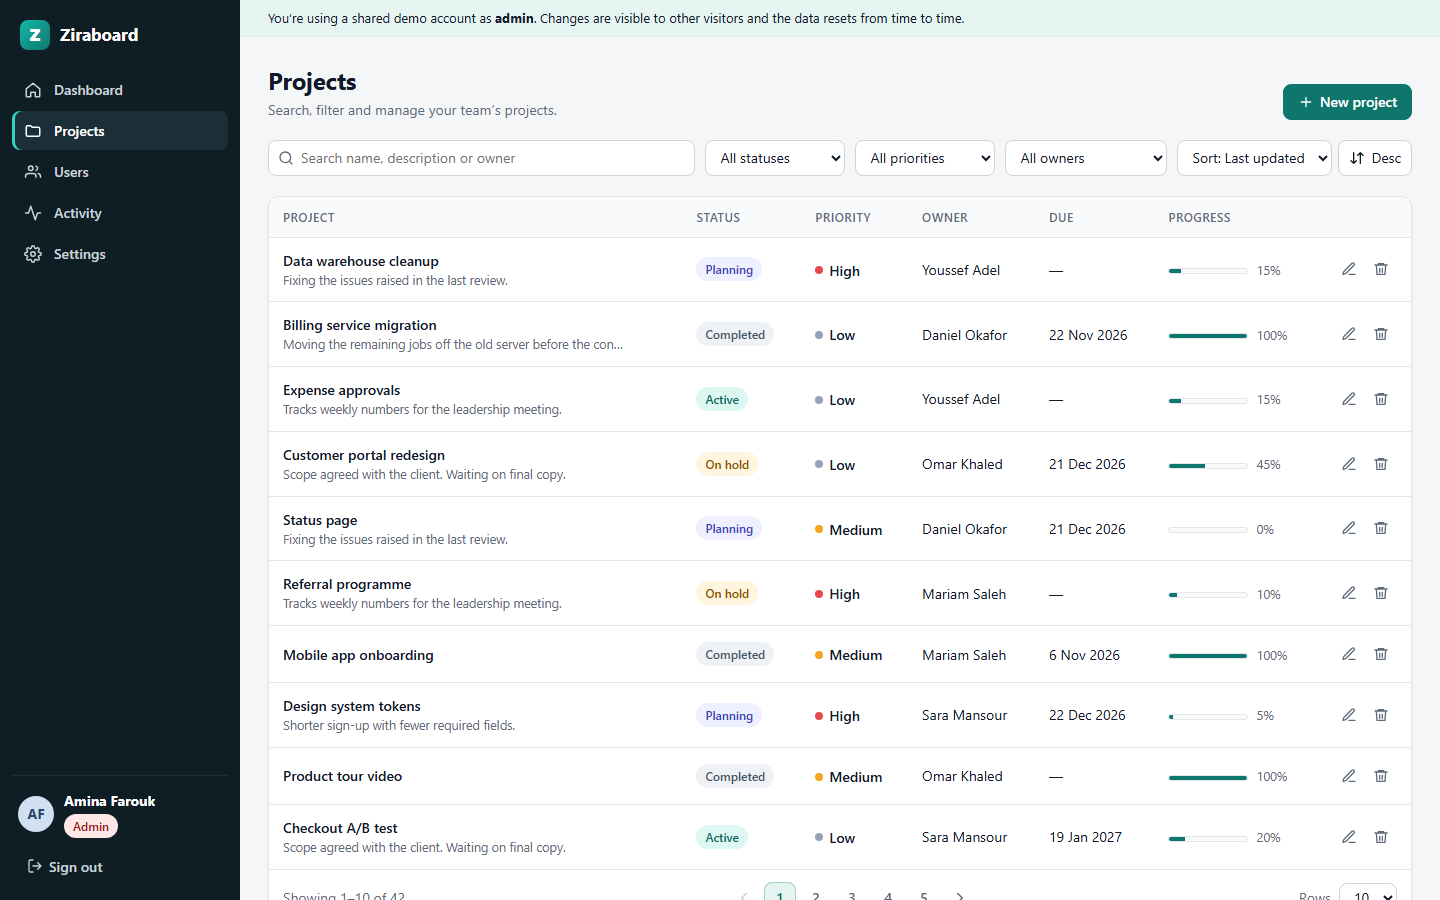 Ziraboard
Dashboard
Projects
Users
Activity
Settings
Amina Farouk
AF
Admin
Sign out
You're using a shared demo account as admin. Changes are visible to other visitors and the data resets from time to time.
Projects
Search, filter and manage your team's projects.
New project
Search name, description or owner
All statuses
All priorities
All owners
Sort: Last updated
Desc
PROJECT STATUS PRIORITY OWNER DUE PROGRESS
Data warehouse cleanup
Fixing the issues raised in the last review.
Planning High Youssef Adel — 15%
Billing service migration
Moving the remaining jobs off the old server before the con...
Completed Low Daniel Okafor 22 Nov 2026 100%
Expense approvals
Tracks weekly numbers for the leadership meeting.
Active Low Youssef Adel — 15%
Customer portal redesign
Scope agreed with the client. Waiting on final copy.
On hold Low Omar Khaled 21 Dec 2026 45%
Status page
Fixing the issues raised in the last review.
Planning Medium Daniel Okafor 21 Dec 2026 0%
Referral programme
Tracks weekly numbers for the leadership meeting.
On hold High Mariam Saleh — 10%
Mobile app onboarding
Completed Medium Mariam Saleh 6 Nov 2026 100%
Design system tokens
Shorter sign-up with fewer required fields.
Planning High Sara Mansour 22 Dec 2026 5%
Product tour video
Completed Medium Omar Khaled — 100%
Checkout A/B test
Scope agreed with the client. Waiting on final copy.
Active Low Sara Mansour 19 Jan 2027 20%
Showing 1–10 of 42 1 2 3 4 5 Rows 10